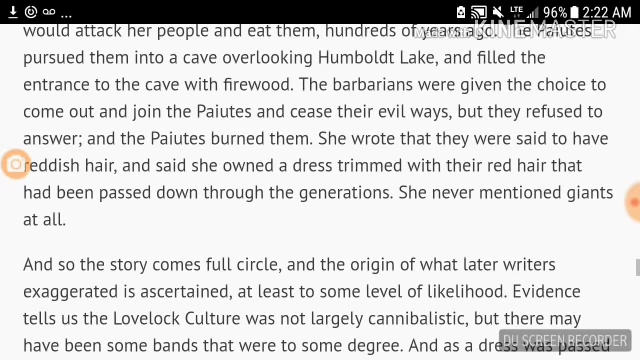 LTE 96% 2:22 AM
would attack her people and eat them, hundreds of years ago. The Paiutes
KINEMASTER
pursued them into a cave overlooking Humboldt Lake, and filled the
entrance to the cave with firewood. The barbarians were given the choice to
come out and join the Paiutes and cease their evil ways, but they refused to
answer; and the Paiutes burned them. She wrote that they were said to have
reddish hair, and said she owned a dress trimmed with their red hair that
had been passed down through the generations. She never mentioned giants
at all.
And so the story comes full circle, and the origin of what later writers
exaggerated is ascertained, at least to some level of likelihood. Evidence
tells us the Lovelock Culture was not largely cannibalistic, but there may
DU SCREEN RECORDER
have been some bands that were to some degree. And as a dress was passed